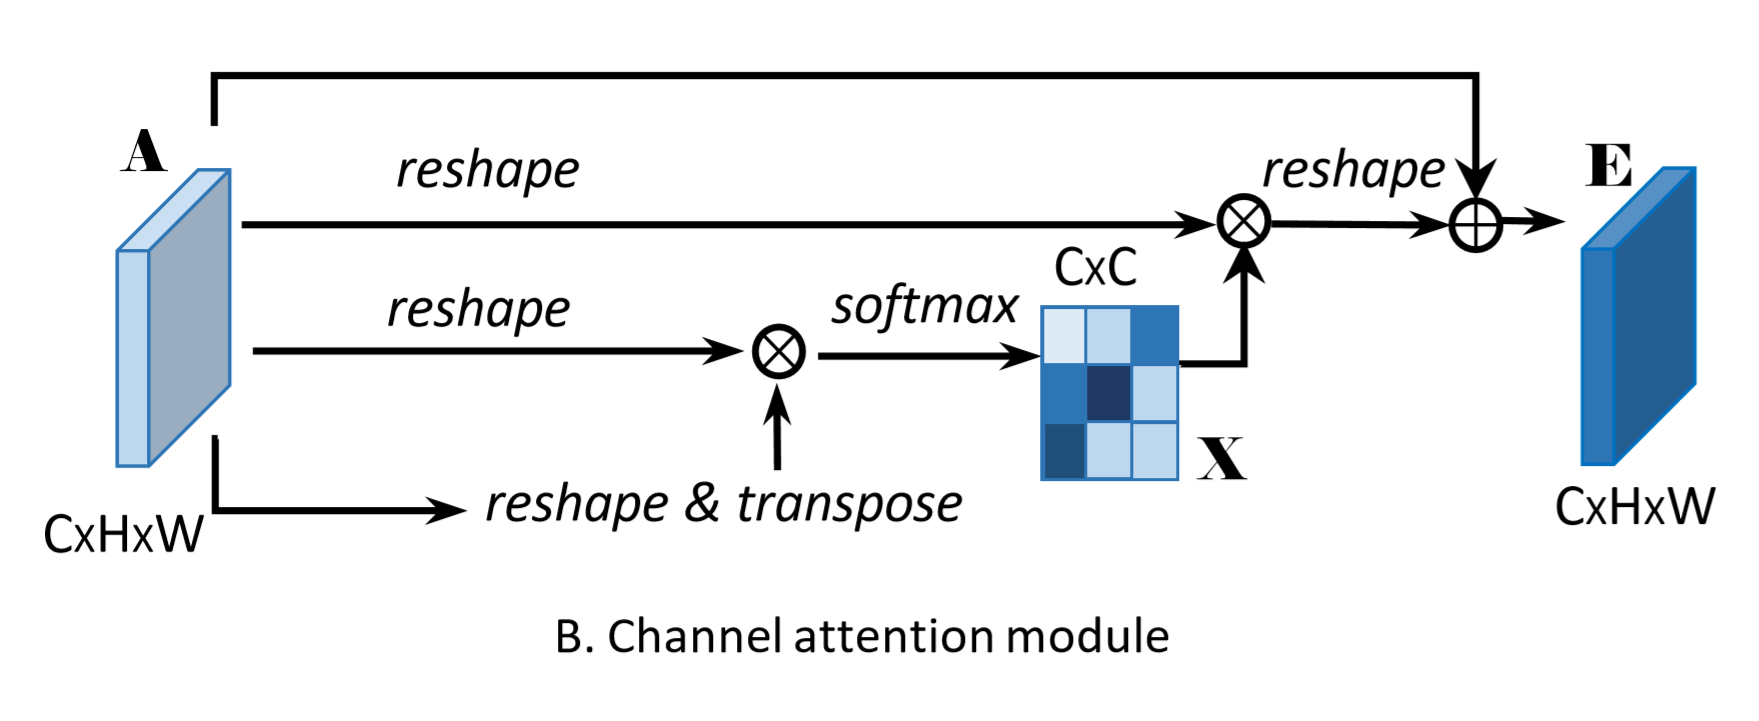 A
reshape
reshape
E
CxC
reshape
softmax
X
reshape & transpose
CxHxW
CxHxW
B. Channel attention module